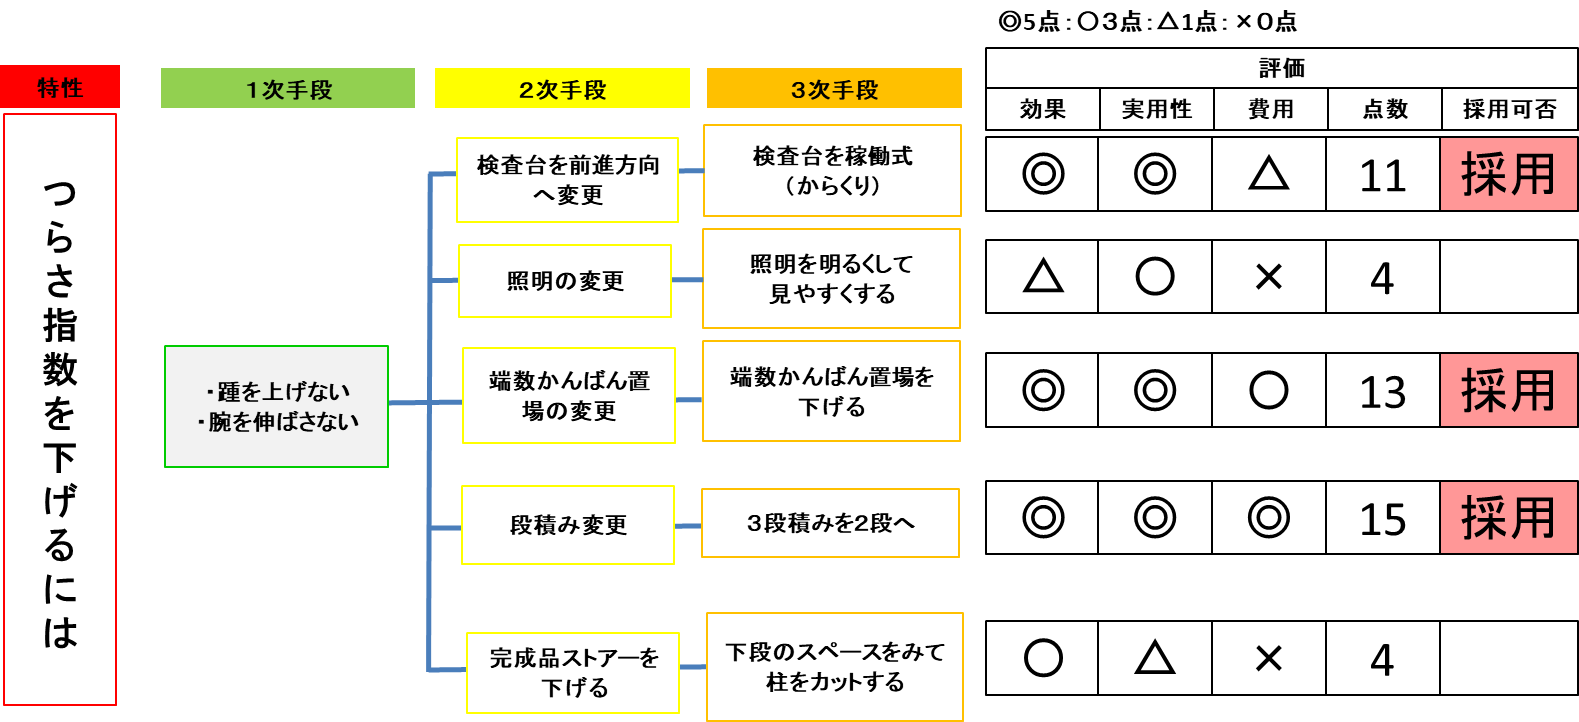 ◎5点：〇３点：△1点：×０点
特性
１次手段
２次手段
３次手段
評価
効果
実用性
費用
点数
採用可否
つらさ指数を下げるには
・踵を上げない
・腕を伸ばさない
検査台を前進方向
へ変更
検査台を稼働式
（からくり）
◎
◎
△
11
採用
照明の変更
照明を明るくして
見やすくする
△
〇
×
4
端数かんばん置
場の変更
端数かんばん置場を
下げる
◎
◎
〇
13
採用
段積み変更
３段積みを２段へ
◎
◎
◎
15
採用
完成品ストアーを
下げる
下段のスペースをみて
柱をカットする
〇
△
×
4